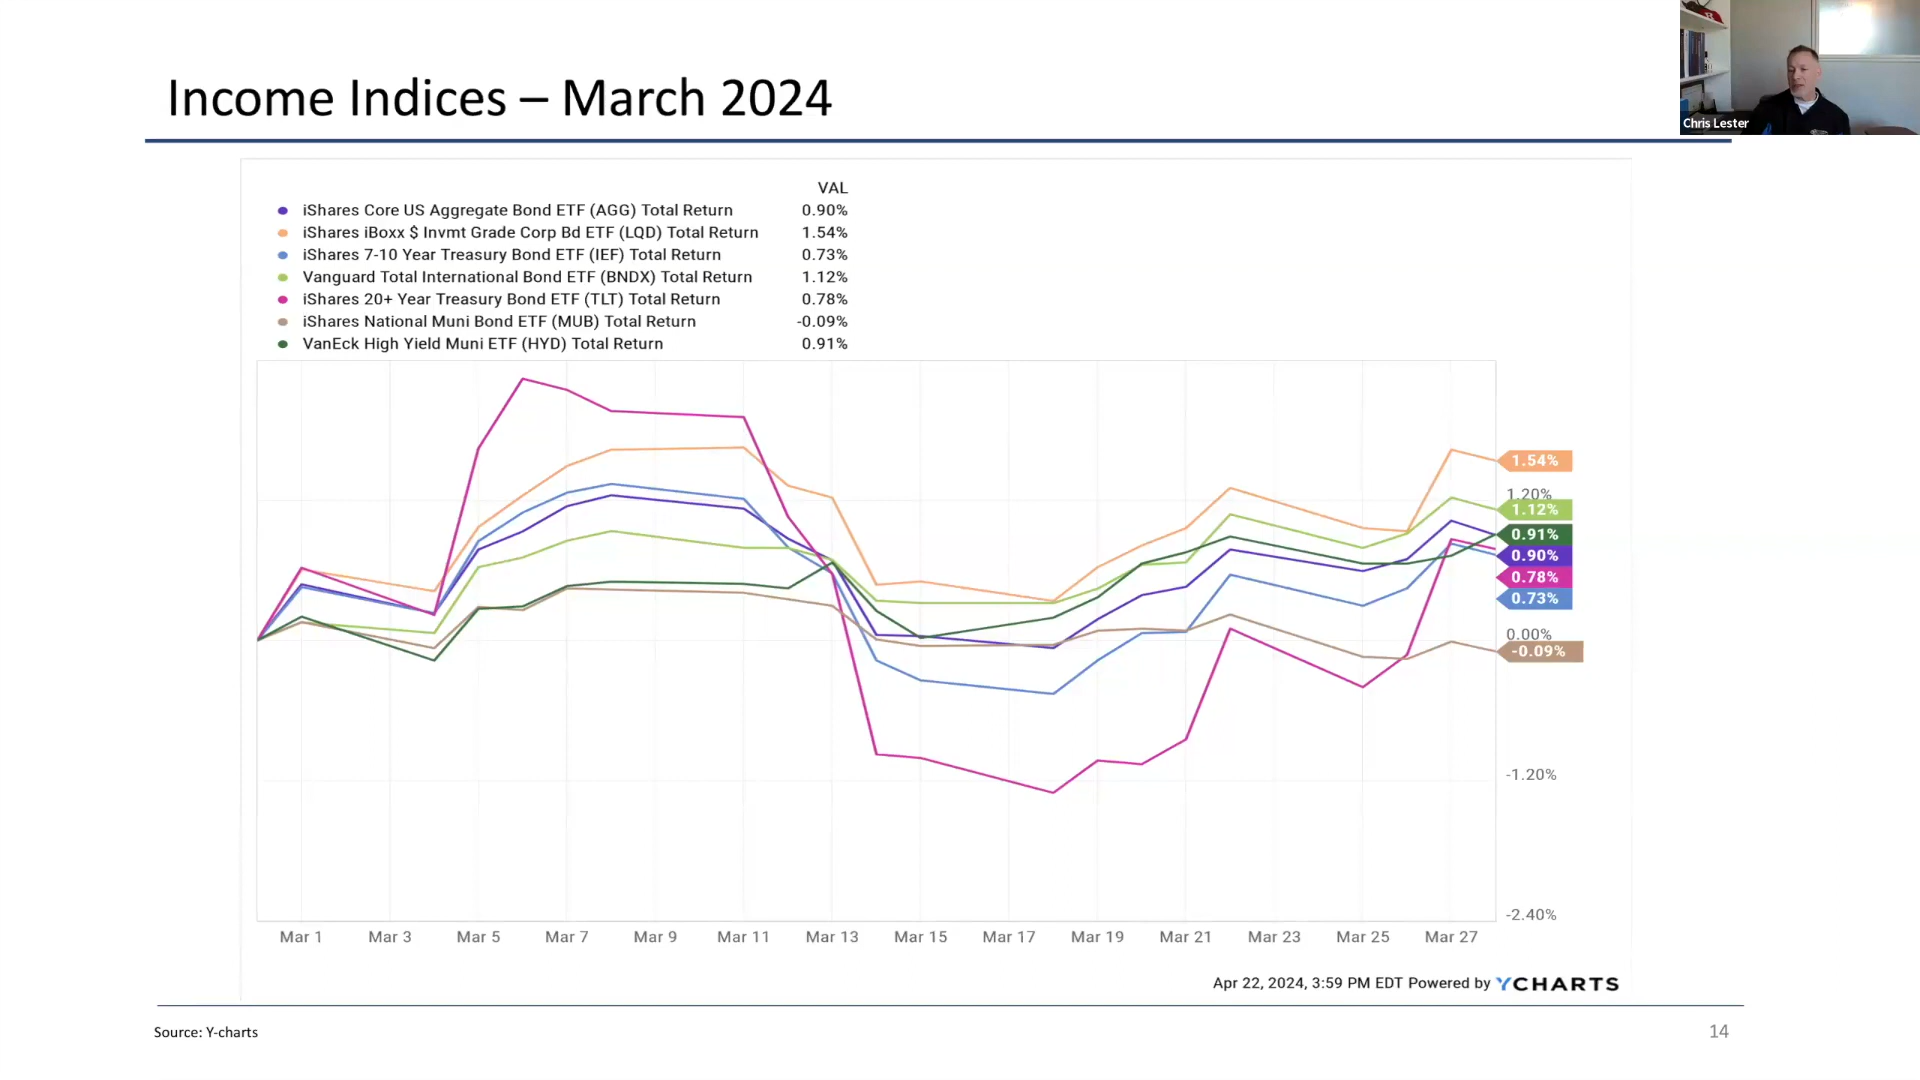 Income Indices – March 2024
Chris Lester
VAL
iShares Core US Aggregate Bond ETF (AGG) Total Return 0.90%
iShares iBoxx $ Invmt Grade Corp Bd ETF (LQD) Total Return 1.54%
iShares 7-10 Year Treasury Bond ETF (IEF) Total Return 0.73%
Vanguard Total International Bond ETF (BNDX) Total Return 1.12%
iShares 20+ Year Treasury Bond ETF (TLT) Total Return 0.78%
iShares National Muni Bond ETF (MUB) Total Return -0.09%
VanEck High Yield Muni ETF (HYD) Total Return 0.91%
1.54%
1.20%
1.12%
0.91%
0.90%
0.78%
0.73%
0.00%
-0.09%
-1.20%
-2.40%
Mar 1 Mar 3 Mar 5 Mar 7 Mar 9 Mar 11 Mar 13 Mar 15 Mar 17 Mar 19 Mar 21 Mar 23 Mar 25 Mar 27
Apr 22, 2024, 3:59 PM EDT Powered by YCHARTS
Source: Y-charts
14